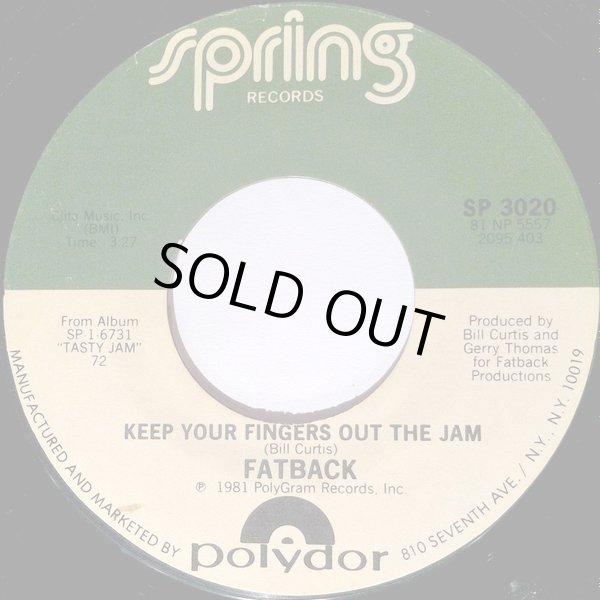 spring
RECORDS
Clita Music, Inc.
(BMI)
Time: 3:27
SP 3020
81 NP 5557
2095 403
SOLD OUT
From Album
SP-1-6731
"TASTY JAM"
72
Produced by
Bill Curtis and
Gerry Thomas
for Fatback
Productions
KEEP YOUR FINGERS OUT THE JAM
(Bill Curtis)
FATBACK
℗ 1981 PolyGram Records, Inc.
MANUFACTURED AND MARKETED BY
polydor
810 SEVENTH AVE. / N.Y., N.Y. 10019